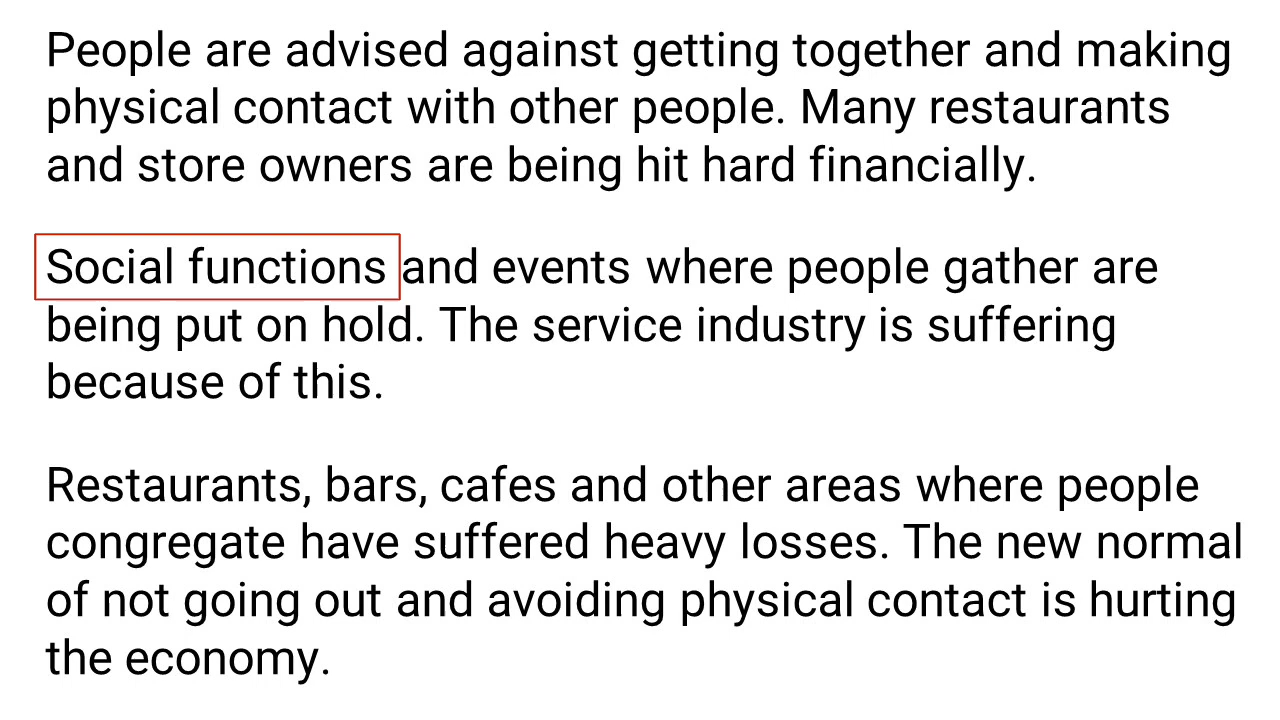 People are advised against getting together and making
physical contact with other people. Many restaurants
and store owners are being hit hard financially.
Social functions and events where people gather are
being put on hold. The service industry is suffering
because of this.
Restaurants, bars, cafes and other areas where people
congregate have suffered heavy losses. The new normal
of not going out and avoiding physical contact is hurting
the economy.